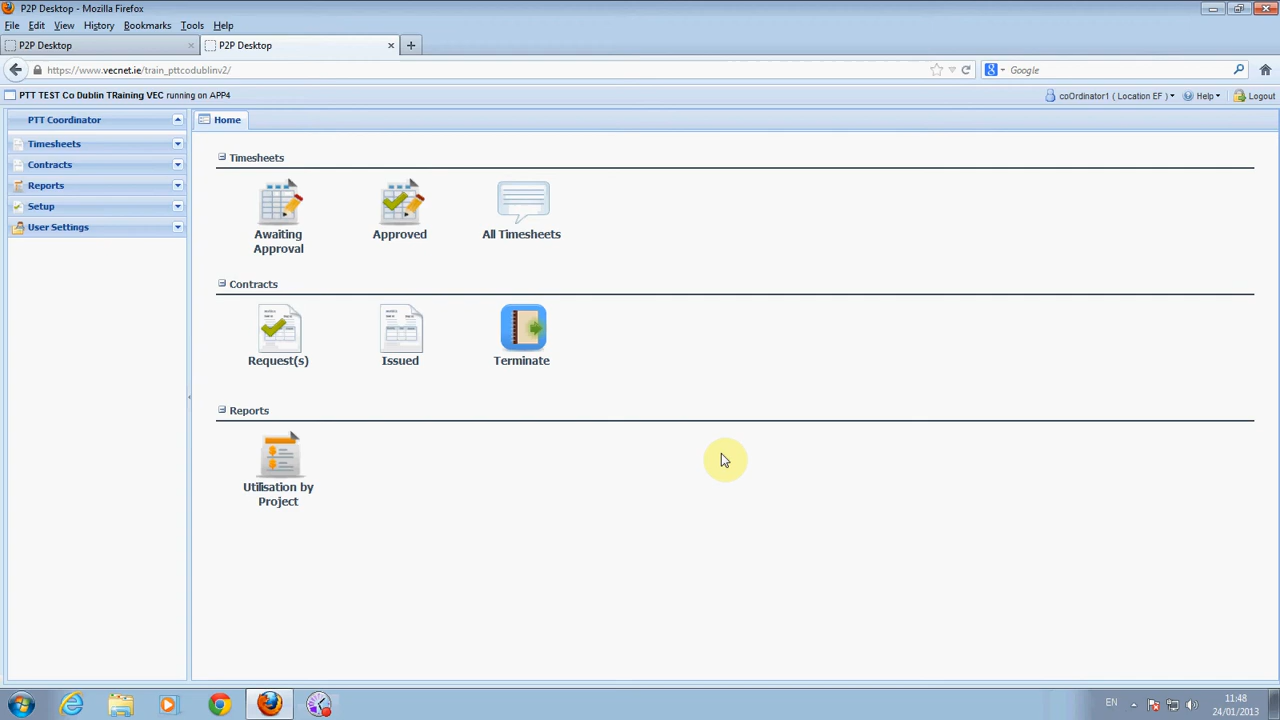 P2P Desktop - Mozilla Firefox
File Edit View History Bookmarks Tools Help
P2P Desktop
P2P Desktop
https://www.vecnet.ie/train_pttcodublinv2/
Google
PTT TEST Co Dublin TRaining VEC running on APP4
coOrdinator1 ( Location EF )
Help
Logout
PTT Coordinator
Timesheets
Contracts
Reports
Setup
User Settings
Home
Timesheets
Awaiting
Approval
Approved
All Timesheets
Contracts
Request(s)
Issued
Terminate
Reports
Utilisation by
Project
EN
11:48
24/01/2013